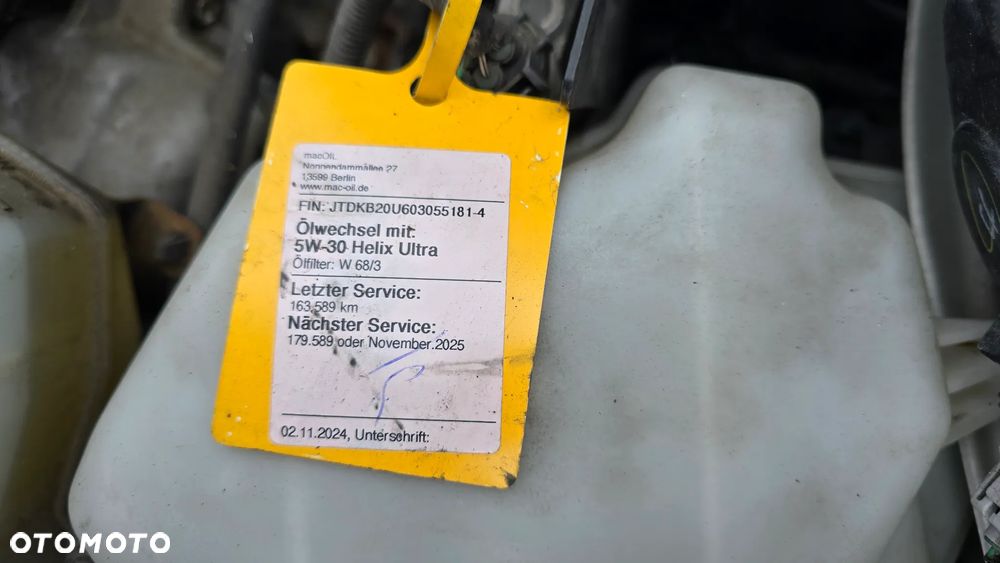 macOIL
Nonnendammallee 27
13599 Berlin
www.mac-oil.de
FIN: JTDKB20U603055181-4
Ölwechsel mit:
5W-30 Helix Ultra
Ölfilter: W 68/3
Letzter Service:
163.589 km
Nächster Service:
179.589 oder November.2025
02.11.2024, Unterschrift:
OTOMOTO